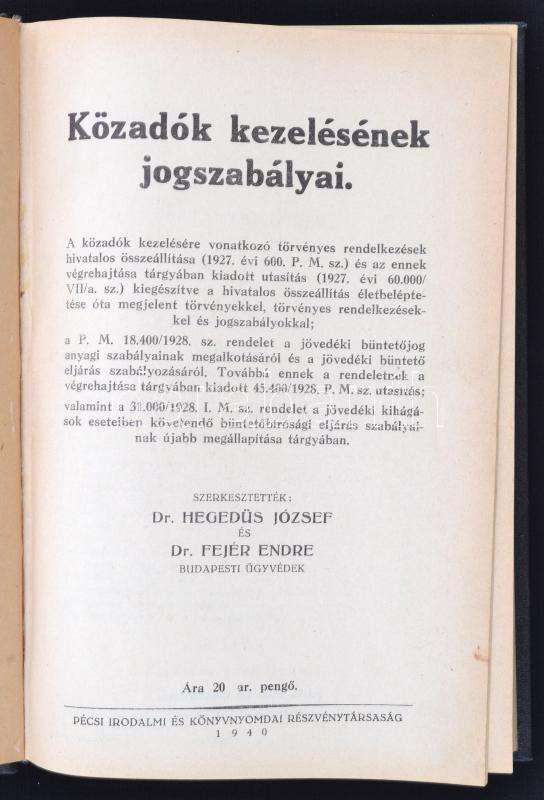 Közadók kezelésének
jogszabályai.
A közadók kezelésére vonatkozó törvényes rendelkezések
hivatalos összeállítása (1927. évi 600. P. M. sz.) és az ennek
végrehajtása tárgyában kiadott utasítás (1927. évi 60.000/
VII/a. sz.) kiegészítve a hivatalos összeállítás életbelépte-
tése óta megjelent törvényekkel, törvényes rendelkezések-
kel és jogszabályokkal;
a P. M. 18.400/1928. sz. rendelet a jövedéki büntetőjog
anyagi szabályainak megalkotásáról és a jövedéki büntető
eljárás szabályozásáról. Továbbá ennek a rendeletnek a
végrehajtása tárgyában kiadott 45.400/1928. P. M. sz. utasítás;
valamint a 31.000/1928. I. M. sz. rendelet a jövedéki kihágá-
sok eseteiben követendő büntetőbírósági eljárás szabályai-
nak újabb megállapítása tárgyában.
SZERKESZTETTÉK:
Dr. HEGEDÜS JÓZSEF
ÉS
Dr. FEJÉR ENDRE
BUDAPESTI ÜGYVÉDEK
Ára 20 ar. pengő.
PÉCSI IRODALMI ÉS KÖNYVNYOMDAI RÉSZVÉNYTÁRSASÁG
1940